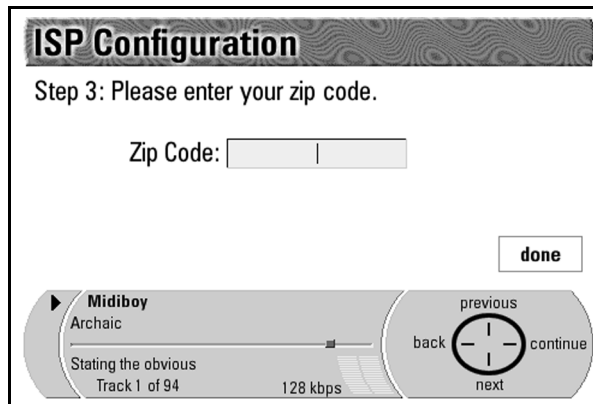 ISP Configuration
Step 3: Please enter your zip code.
Zip Code:
done
Midiboy
Archaic
Stating the obvious
Track 1 of 94
128 kbps
previous
back
continue
next